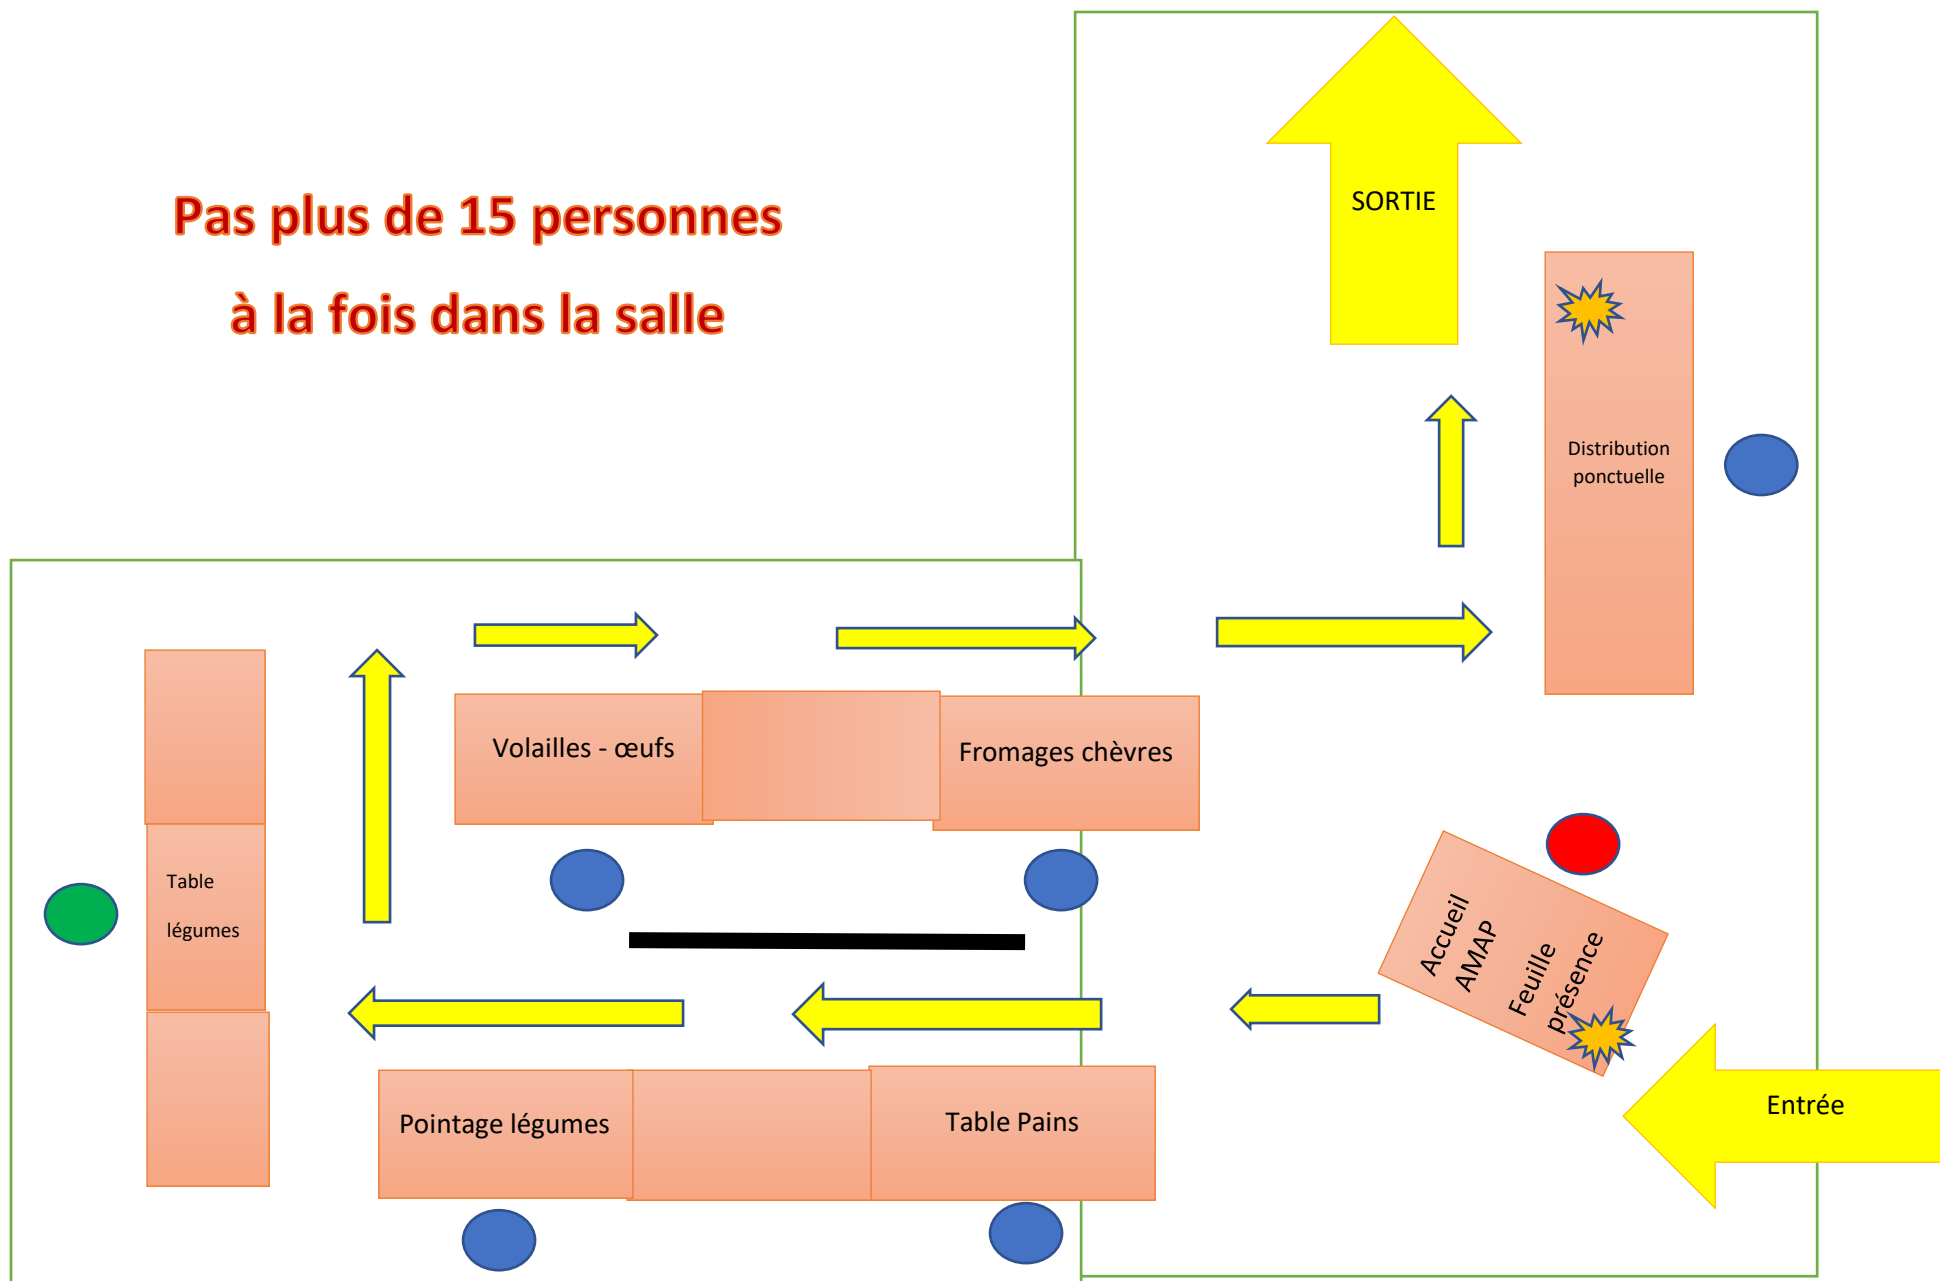 Pas plus de 15 personnes
à la fois dans la salle
SORTIE
Distribution
ponctuelle
Volailles - œufs
Fromages chèvres
Table
légumes
Accueil
AMAP
Feuille
présence
Entrée
Pointage légumes
Table Pains